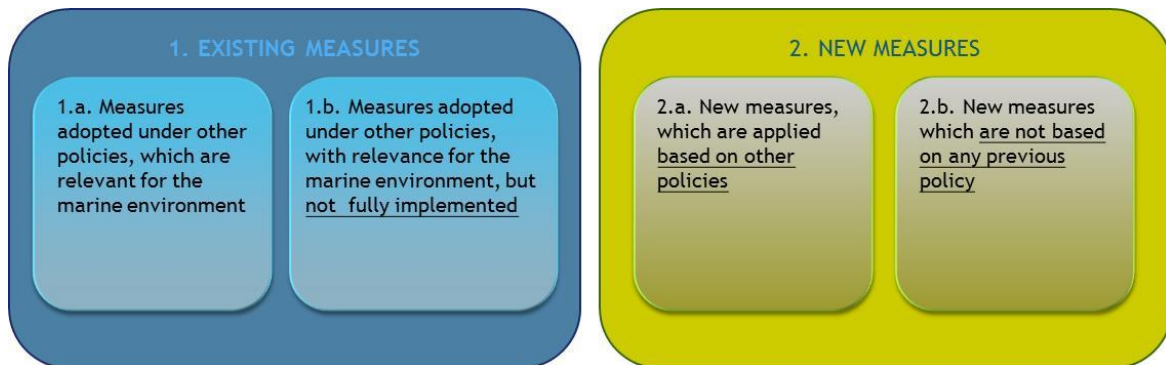 1. EXISTING MEASURES
1.a. Measures
adopted under other
policies, which are
relevant for the
marine environment
1.b. Measures adopted
under other policies,
with relevance for the
marine environment, but
not fully implemented
2. NEW MEASURES
2.a. New measures,
which are applied
based on other
policies
2.b. New measures
which are not based
on any previous
policy